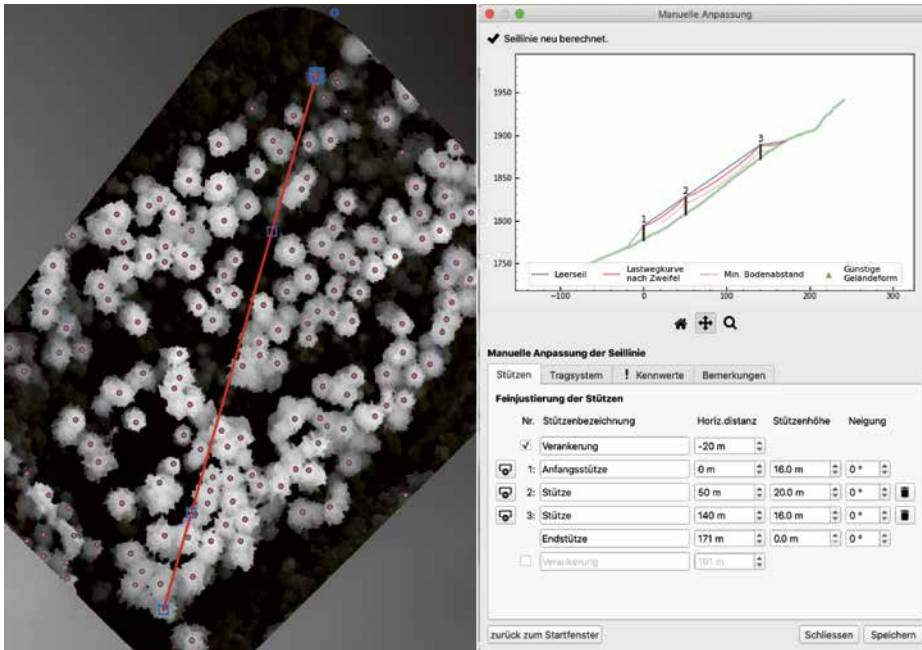 Manuelle Anpassung
Seillinie neu berechnet.
1950
1900
1850
1800
1750
3
2
1
Leerseil
Lastwegkurve nach Zweifel
Min. Bodenabstand
Günstige Geländeform
−100 0 100 200 300
Manuelle Anpassung der Seillinie
Stützen Tragsystem ! Kennwerte Bemerkungen
Feinjustierung der Stützen
Nr. Stützenbezeichnung Horiz.distanz Stützenhöhe Neigung
Verankerung -20 m
1: Anfangsstütze 0 m 16.0 m 0 °
2: Stütze 50 m 20.0 m 0 °
3: Stütze 140 m 16.0 m 0 °
Endstütze 171 m 0.0 m 0 °
Verankerung 191 m
zurück zum Startfenster Schliessen Speichern